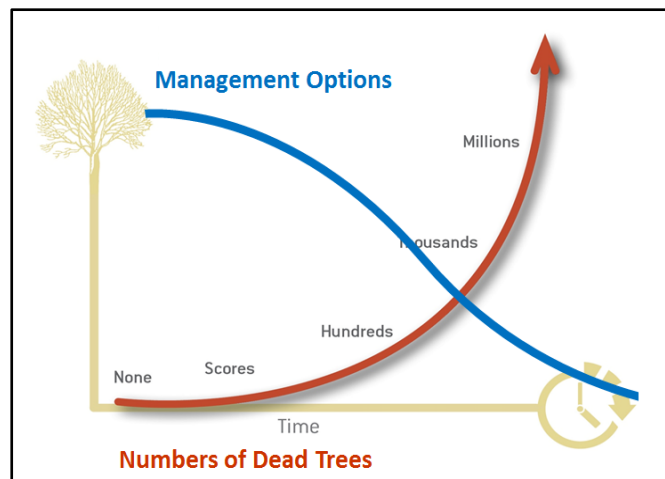 Management Options
Millions
Thousands
Hundreds
Scores
None
Time
Numbers of Dead Trees